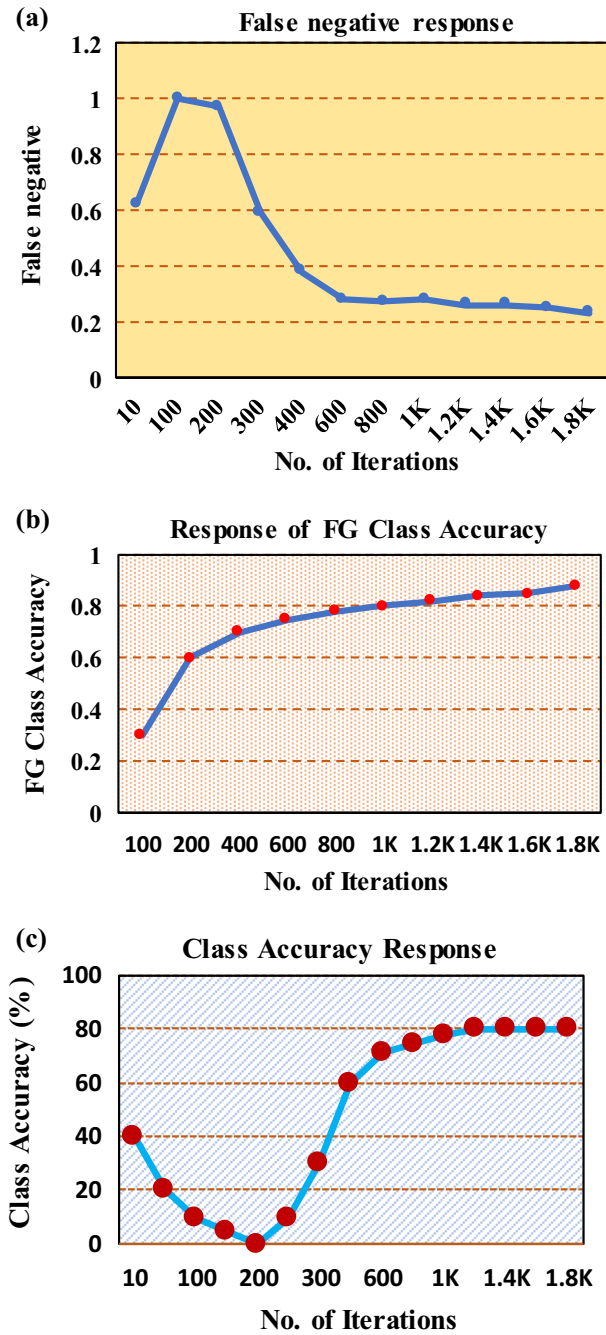 (a)
False negative response
False negative
1.2
1
0.8
0.6
0.4
0.2
0
10 100 200 300 400 600 800 1K 1.2K 1.4K 1.6K 1.8K
No. of Iterations
(b)
Response of FG Class Accuracy
FG Class Accuracy
1
0.8
0.6
0.4
0.2
0
100 200 400 600 800 1K 1.2K 1.4K 1.6K 1.8K
No. of Iterations
(c)
Class Accuracy Response
Class Accuracy (%)
100
80
60
40
20
0
10 100 200 300 600 1K 1.4K 1.8K
No. of Iterations